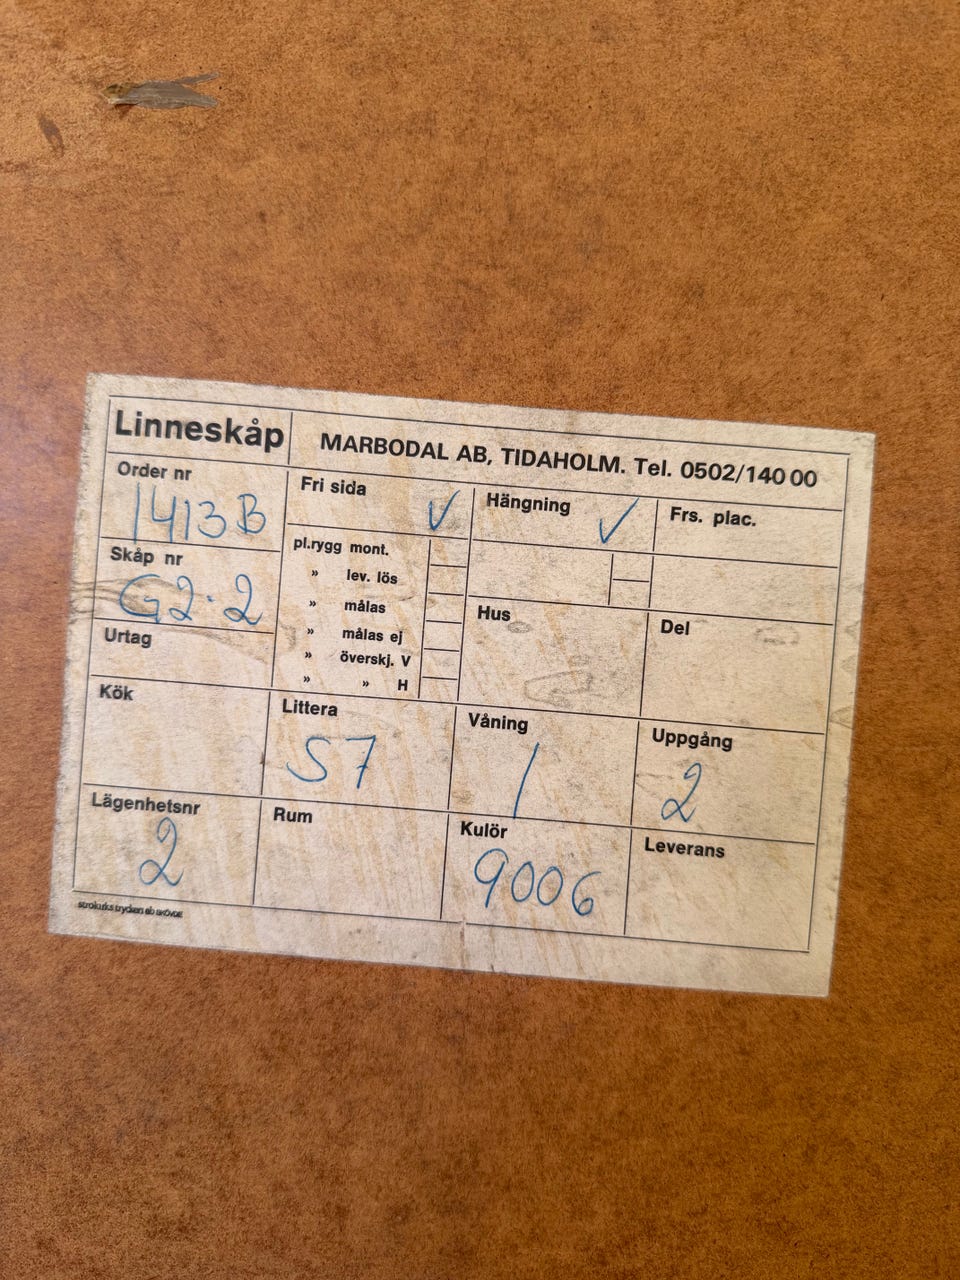 Linneskåp
MARBODAL AB, TIDAHOLM. Tel. 0502/140 00
Order nr
1413B
Fri sida
V
Hängning
✓
Frs. plac.
Skåp nr
G2·2
pl.rygg mont.
» lev. lös
» målas
» målas ej
» överskj. V
» » H
Urtag
Hus
Del
Kök
Littera
S7
Våning
1
Uppgång
2
Lägenhetsnr
2
Rum
Kulör
9006
Leverans